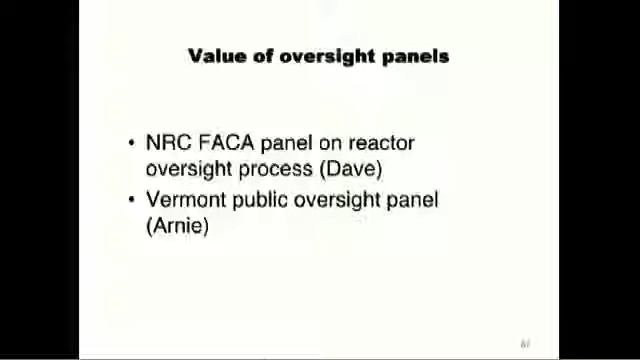 Value of oversight panels
• NRC FACA panel on reactor
oversight process (Dave)
• Vermont public oversight panel
(Arnie)